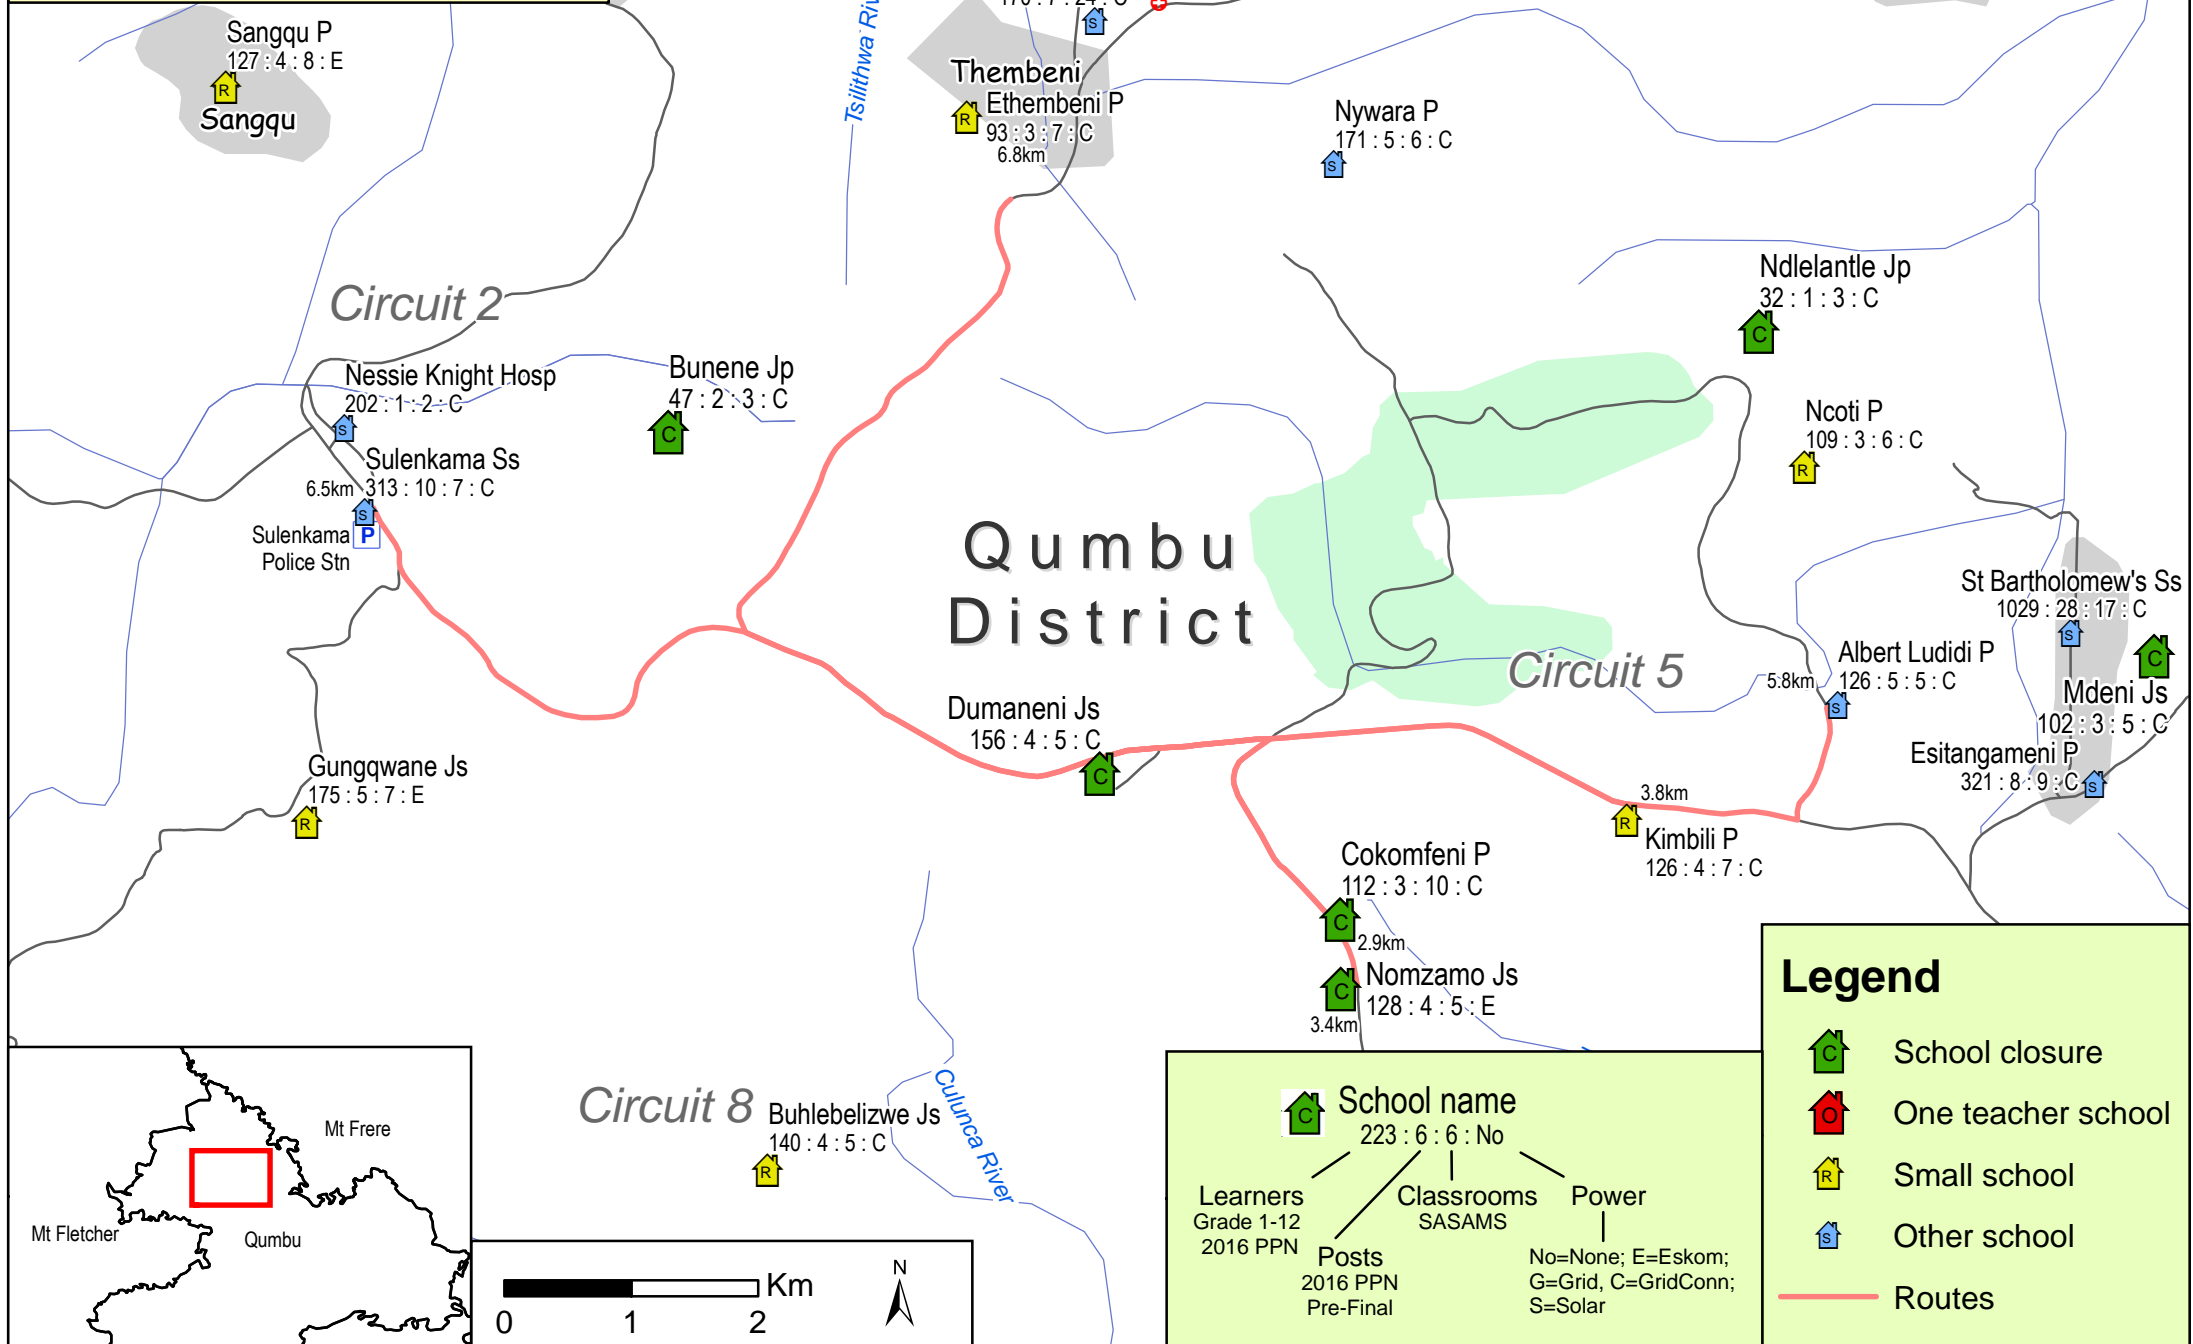 Sangqu P
127 : 4 : 8 : E
R
Sangqu
Tsilithwa Riv
S
Thembeni
Ethembeni P
R
93 : 3 : 7 : C
6.8km
Nywara P
171 : 5 : 6 : C
S
Ndlelantle Jp
32 : 1 : 3 : C
C
Circuit 2
Nessie Knight Hosp
202 : 1 : 2 : C
S
Bunene Jp
47 : 2 : 3 : C
C
Ncoti P
109 : 3 : 6 : C
R
Sulenkama Ss
6.5km
313 : 10 : 7 : C
S
Sulenkama
Police Stn
P
Qumbu
District
St Bartholomew's Ss
1029 : 28 : 17 : C
S
C
Circuit 5
Albert Ludidi P
5.8km
126 : 5 : 5 : C
S
Mdeni Js
102 : 3 : 5 : C
Dumaneni Js
156 : 4 : 5 : C
C
Esitangameni P
321 : 8 : 9 : C
S
Gungqwane Js
175 : 5 : 7 : E
R
3.8km
R
Kimbili P
126 : 4 : 7 : C
Cokomfeni P
112 : 3 : 10 : C
C
2.9km
Nomzamo Js
C
128 : 4 : 5 : E
3.4km
Circuit 8
Buhlebelizwe Js
140 : 4 : 5 : C
R
Culunca River
Mt Frere
Mt Fletcher
Qumbu
Km
0 1 2
N
C
School name
223 : 6 : 6 : No
Learners
Grade 1-12
2016 PPN
Posts
2016 PPN
Pre-Final
Classrooms
SASAMS
Power
No=None; E=Eskom;
G=Grid, C=GridConn;
S=Solar
Legend
C School closure
O One teacher school
R Small school
S Other school
Routes